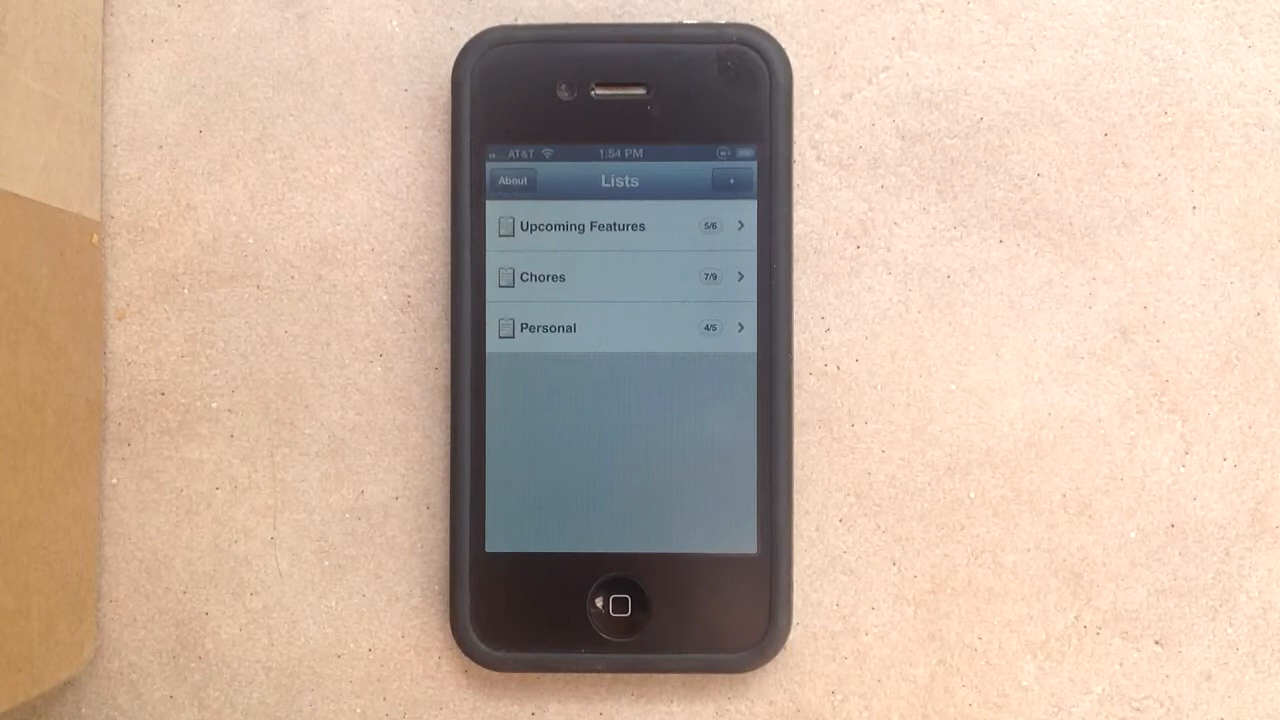 AT&T 1:54 PM
About Lists +
Upcoming Features 5/6
Chores 7/9
Personal 4/5